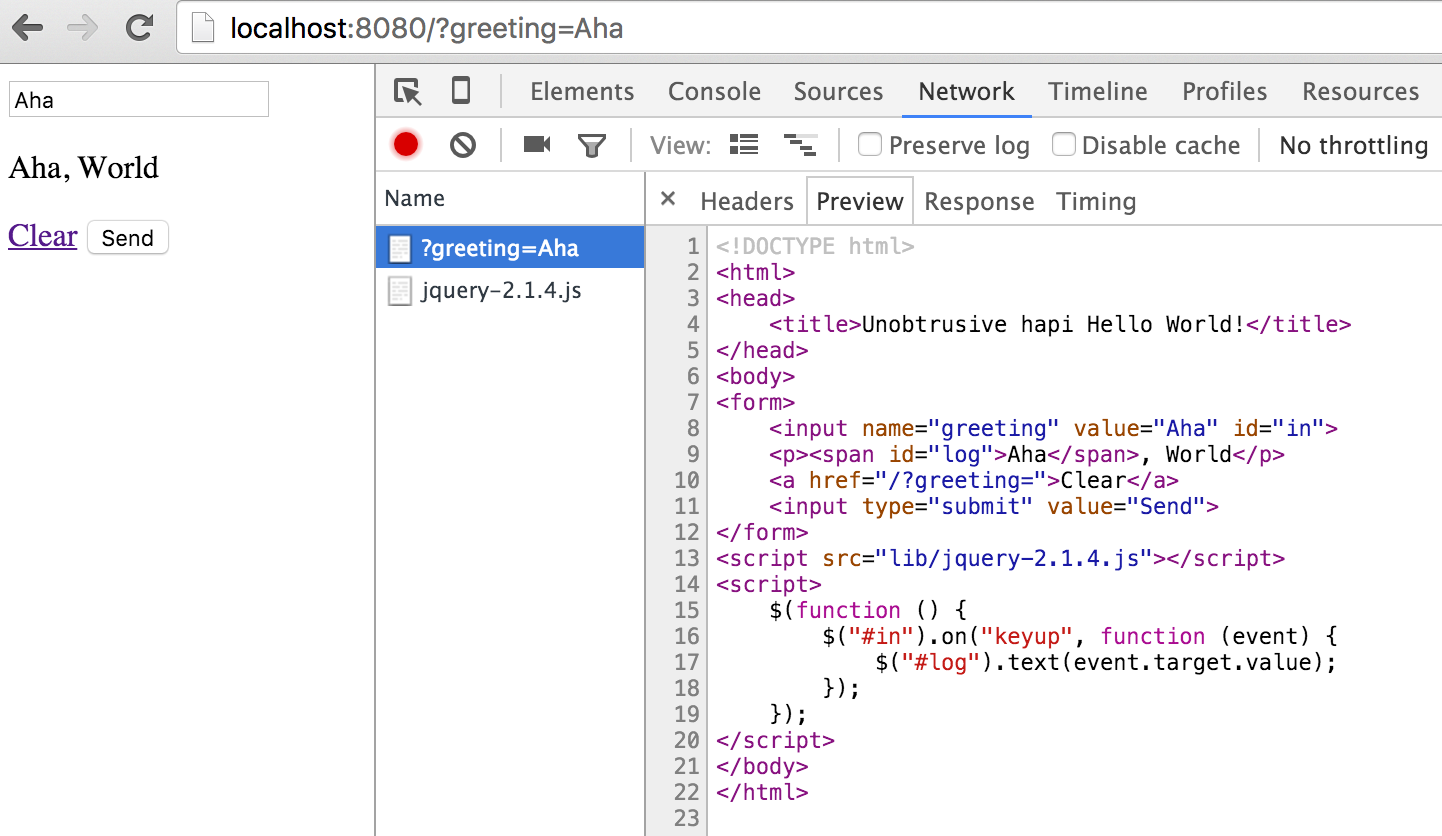 localhost:8080/?greeting=Aha
Aha
Aha, World
Clear Send
Elements Console Sources Network Timeline Profiles Resources
View: Preserve log Disable cache No throttling
Name
?greeting=Aha
jquery-2.1.4.js
× Headers Preview Response Timing
1 <!DOCTYPE html>
2 <html>
3 <head>
4     <title>Unobtrusive hapi Hello World!</title>
5 </head>
6 <body>
7 <form>
8     <input name="greeting" value="Aha" id="in">
9     <p><span id="log">Aha</span>, World</p>
10     <a href="/?greeting=">Clear</a>
11     <input type="submit" value="Send">
12 </form>
13 <script src="lib/jquery-2.1.4.js"></script>
14 <script>
15     $(function () {
16         $("#in").on("keyup", function (event) {
17             $("#log").text(event.target.value);
18         });
19     });
20 </script>
21 </body>
22 </html>
23